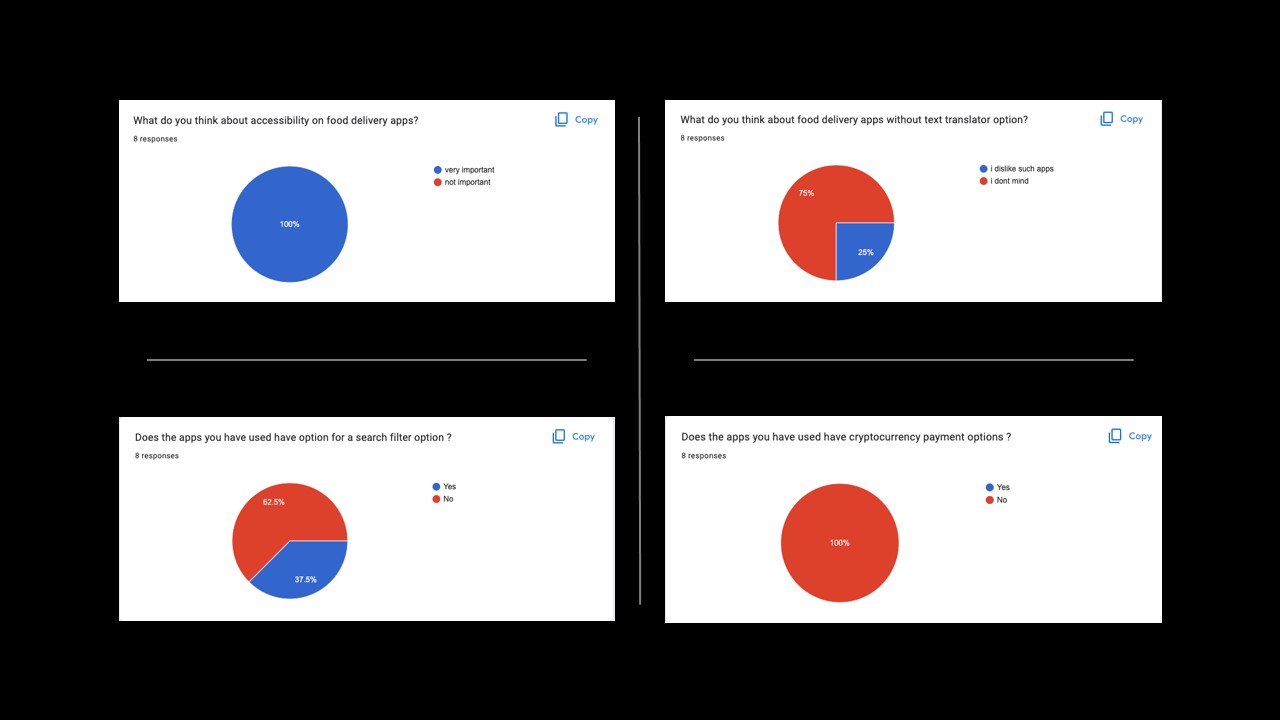 What do you think about accessibility on food delivery apps?
Copy
8 responses
very important
not important
100%
What do you think about food delivery apps without text translator option?
Copy
8 responses
i dislike such apps
i dont mind
75%
25%
Does the apps you have used have option for a search filter option ?
Copy
8 responses
Yes
No
62.5%
37.5%
Does the apps you have used have cryptocurrency payment options ?
Copy
8 responses
Yes
No
100%